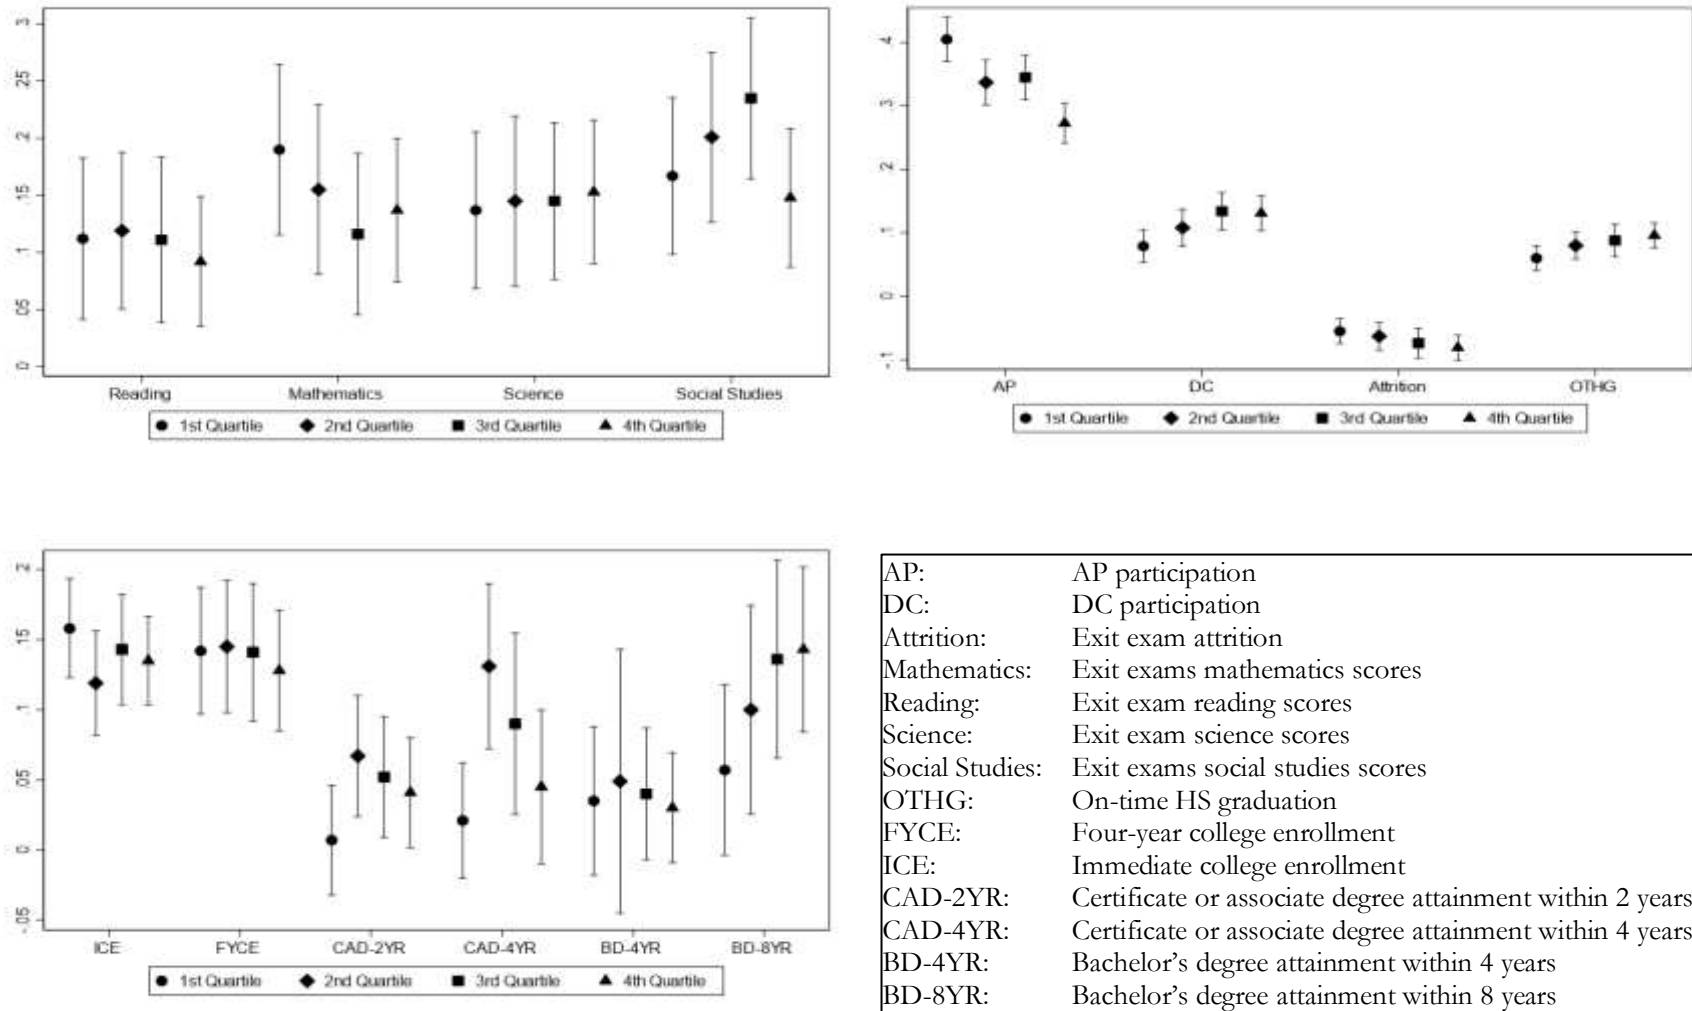 .3
.25
.2
.15
.1
.05
0
Reading Mathematics Science Social Studies
1st Quartile 2nd Quartile 3rd Quartile 4th Quartile
.4
.3
.2
.1
0
-.1
AP DC Attrition OTHG
1st Quartile 2nd Quartile 3rd Quartile 4th Quartile
.2
.15
.1
.05
0
-.05
ICE FYCE CAD-2YR CAD-4YR BD-4YR BD-8YR
1st Quartile 2nd Quartile 3rd Quartile 4th Quartile
AP: AP participation
DC: DC participation
Attrition: Exit exam attrition
Mathematics: Exit exams mathematics scores
Reading: Exit exam reading scores
Science: Exit exam science scores
Social Studies: Exit exams social studies scores
OTHG: On-time HS graduation
FYCE: Four-year college enrollment
ICE: Immediate college enrollment
CAD-2YR: Certificate or associate degree attainment within 2 years
CAD-4YR: Certificate or associate degree attainment within 4 years
BD-4YR: Bachelor's degree attainment within 4 years
BD-8YR: Bachelor's degree attainment within 8 years